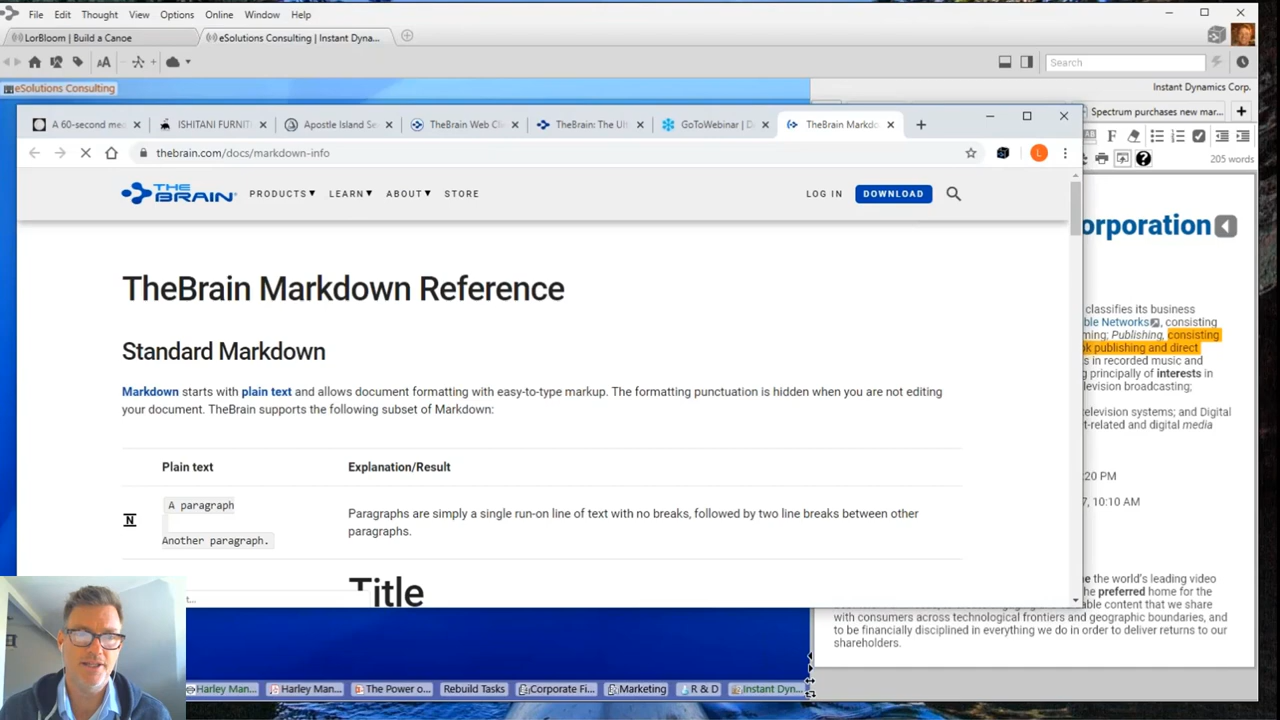 File Edit Thought View Options Online Window Help
LorBloom | Build a Canoe
eSolutions Consulting | Instant Dyna...
AA
Search
eSolutions Consulting
Instant Dynamics Corp.
A 60-second me
ISHITANI FURNIT
Apostle Island Se
TheBrain Web Cl
TheBrain: The Ul
GoToWebinar | D
TheBrain Markdo
Spectrum purchases new mar...
thebrain.com/docs/markdown-info
L
AB
F
205 words
THE BRAIN
PRODUCTS LEARN ABOUT STORE
LOG IN DOWNLOAD
orporation
TheBrain Markdown Reference
Standard Markdown
Markdown starts with plain text and allows document formatting with easy-to-type markup. The formatting punctuation is hidden when you are not editing
your document. TheBrain supports the following subset of Markdown:
Plain text Explanation/Result
N
A paragraph
Another paragraph.
Paragraphs are simply a single run-on line of text with no breaks, followed by two line breaks between other
paragraphs.
Title
classifies its business
ble Networks, consisting
ming; Publishing, consisting
k publishing and direct
s in recorded music and
g principally of interests in
levision broadcasting;
television systems; and Digital
t-related and digital media
:20 PM
7, 10:10 AM
e the world's leading video
the preferred home for the
able content that we share
with consumers across technological frontiers and geographic boundaries, and
to be financially disciplined in everything we do in order to deliver returns to our
shareholders.
Harley Man...
Harley Man...
The Power o...
Rebuild Tasks
Corporate Fi...
Marketing
R & D
Instant Dyn...